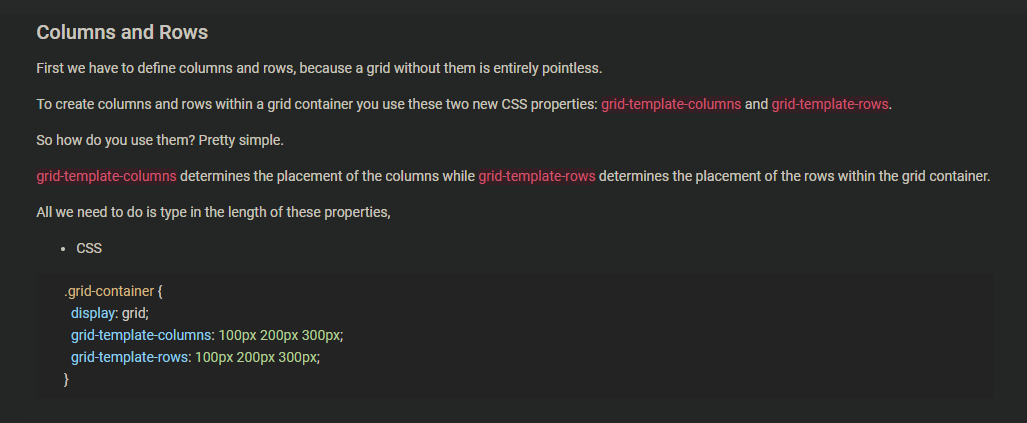 Columns and Rows
First we have to define columns and rows, because a grid without them is entirely pointless.
To create columns and rows within a grid container you use these two new CSS properties: grid-template-columns and grid-template-rows.
So how do you use them? Pretty simple.
grid-template-columns determines the placement of the columns while grid-template-rows determines the placement of the rows within the grid container.
All we need to do is type in the length of these properties,
• CSS
.grid-container {
  display: grid;
  grid-template-columns: 100px 200px 300px;
  grid-template-rows: 100px 200px 300px;
}